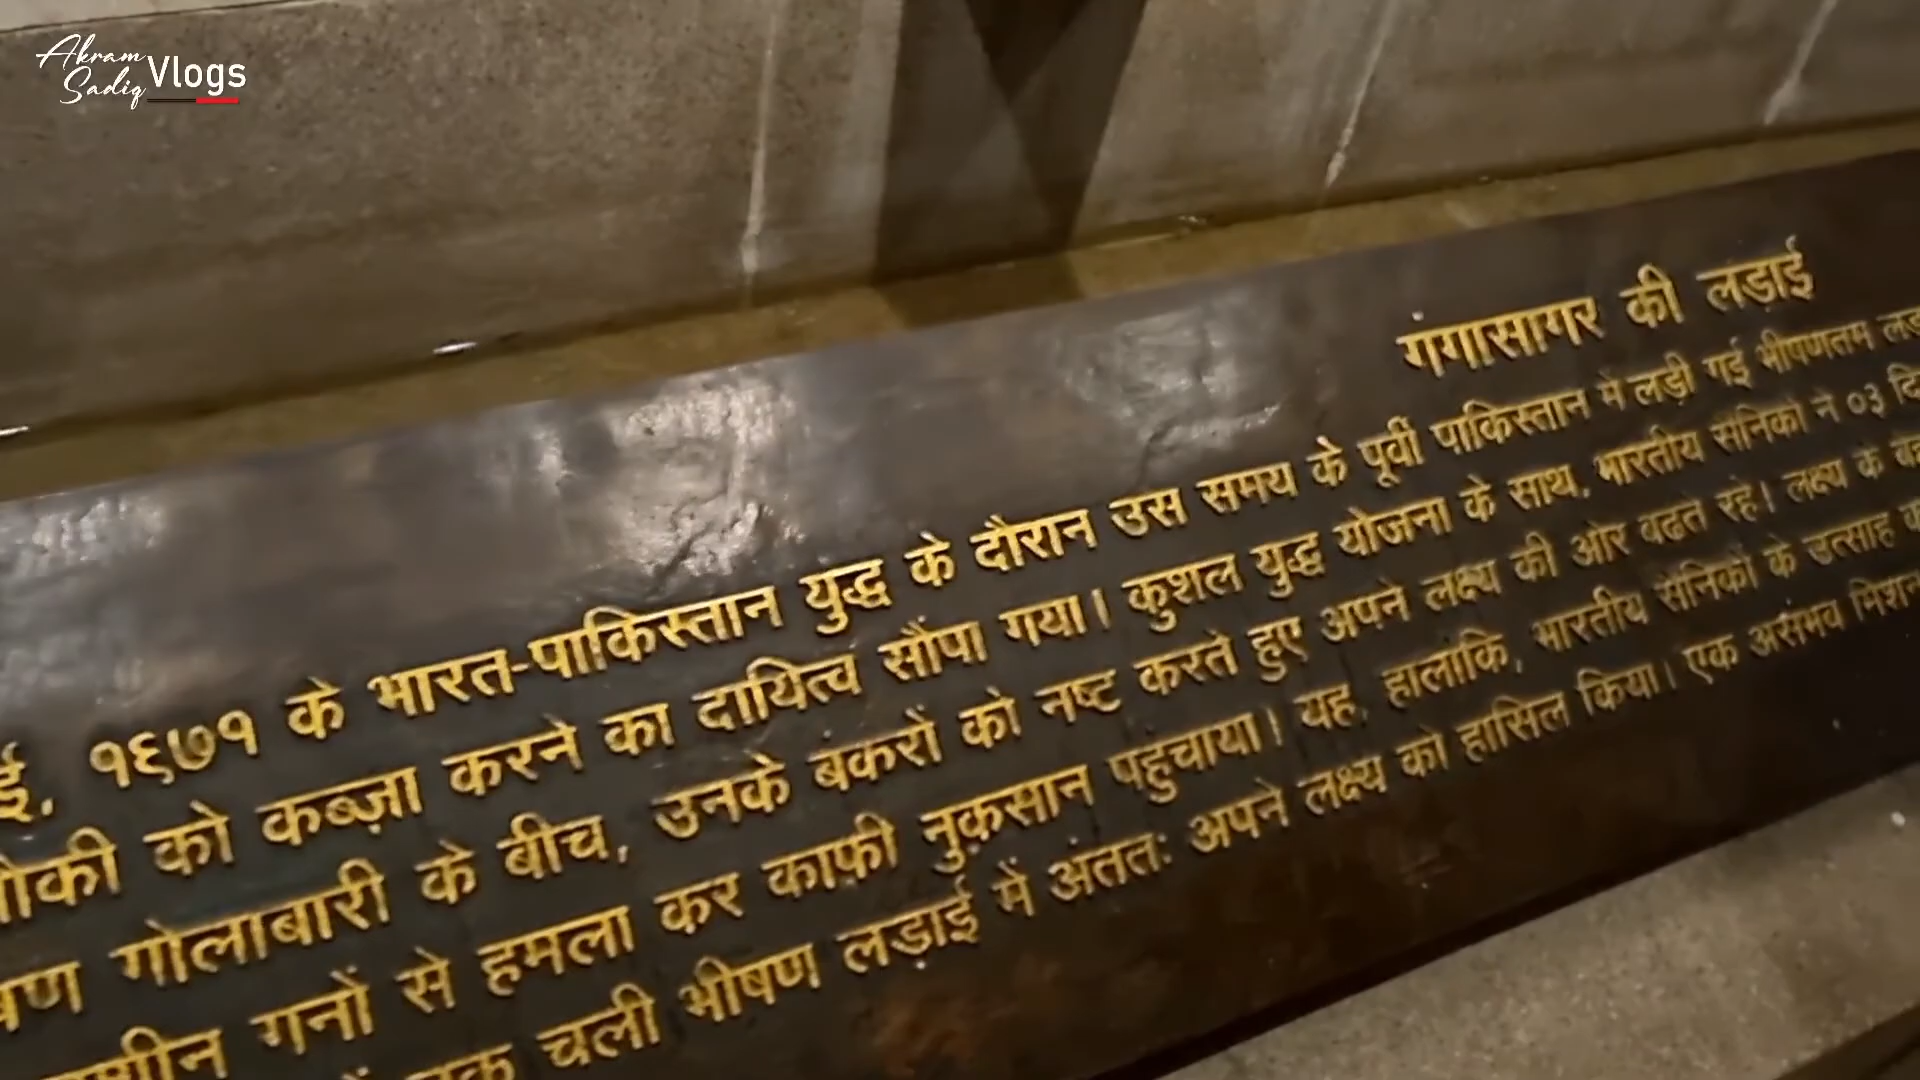 Akram
Sadiq Vlogs
गंगासागर की लड़ाई
१९७१ के भारत-पाकिस्तान युद्ध के दौरान उस समय के पूर्वी पाकिस्तान में लड़ी गई भीषणतम
को कब्ज़ा करने का दायित्व सौंपा गया। कुशल युद्ध योजना के साथ, भारतीय सैनिकों ने ०३
गोलाबारी के बीच, उनके बंकरों को नष्ट करते हुए अपने लक्ष्य की ओर बढते रहे। लक्ष्य के
गनों से हमला कर काफी नुक़सान पहुंचाया। यह, हालांकि, भारतीय सैनिकों के उत्साह
चली भीषण लड़ाई में अंततः अपने लक्ष्य को हासिल किया। एक असंभव मिशन